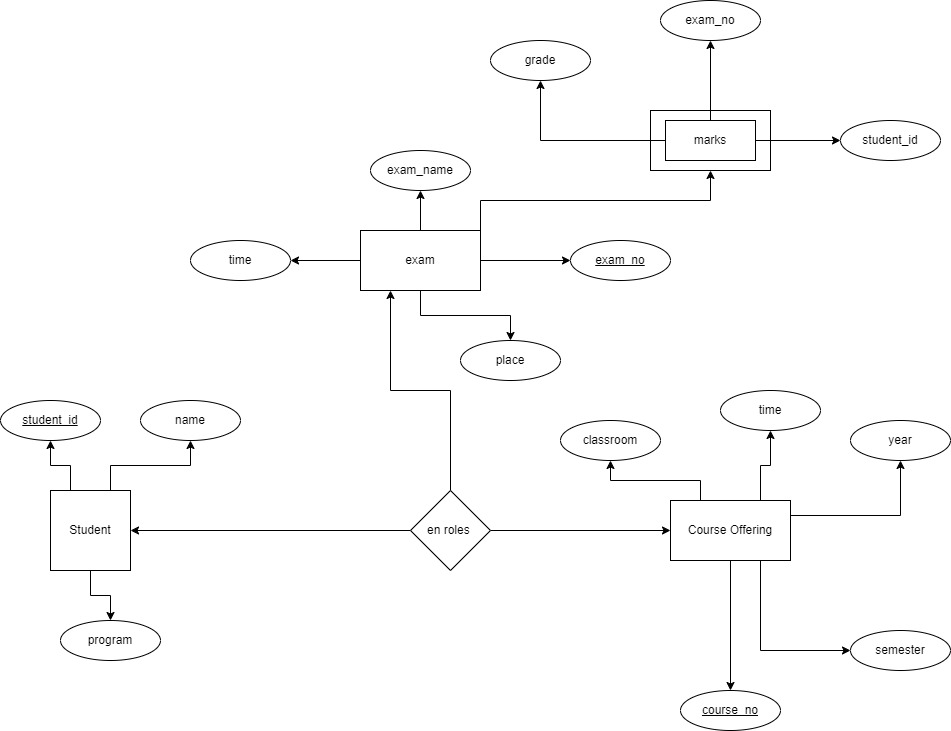 exam_no
grade
marks
student_id
exam_name
time
exam
exam_no
place
student_id
name
classroom
time
year
Student
en roles
Course Offering
program
semester
course_no